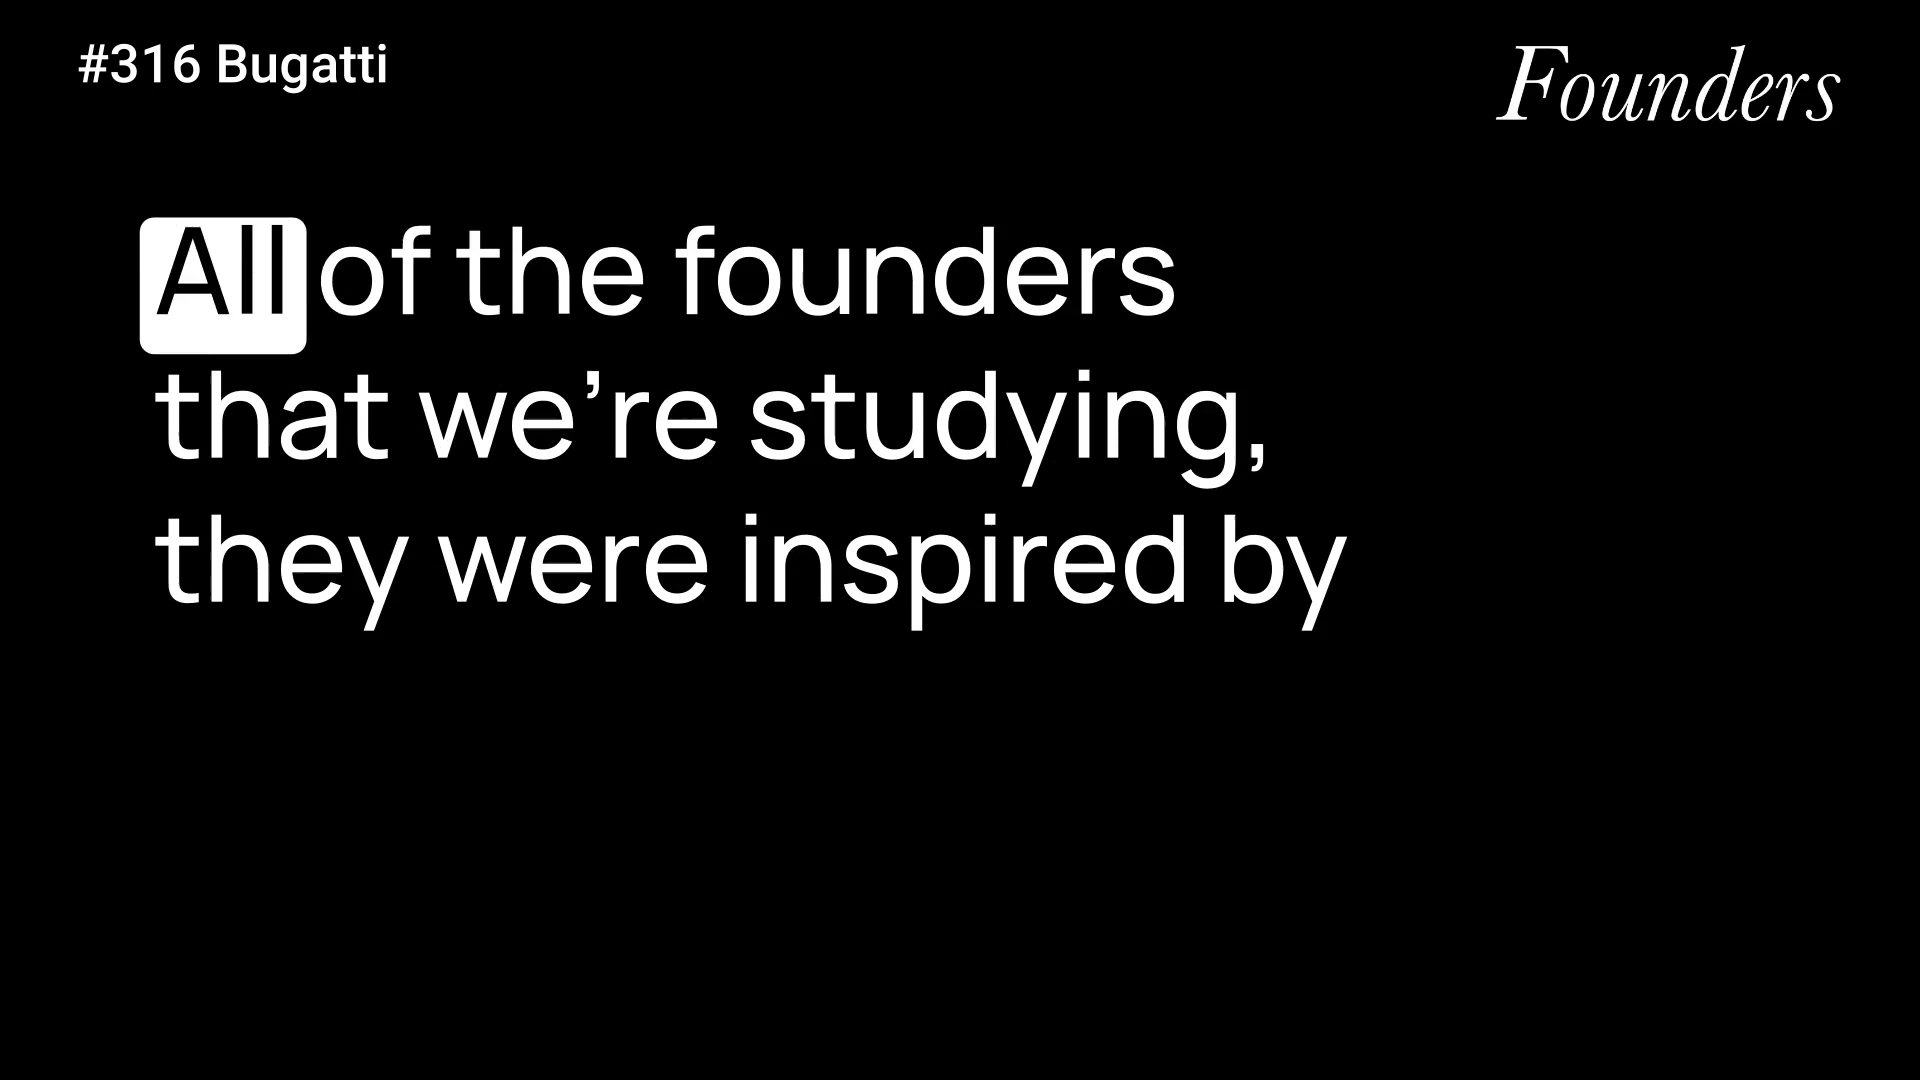 #316 Bugatti
Founders
All of the founders
that we’re studying,
they were inspired by